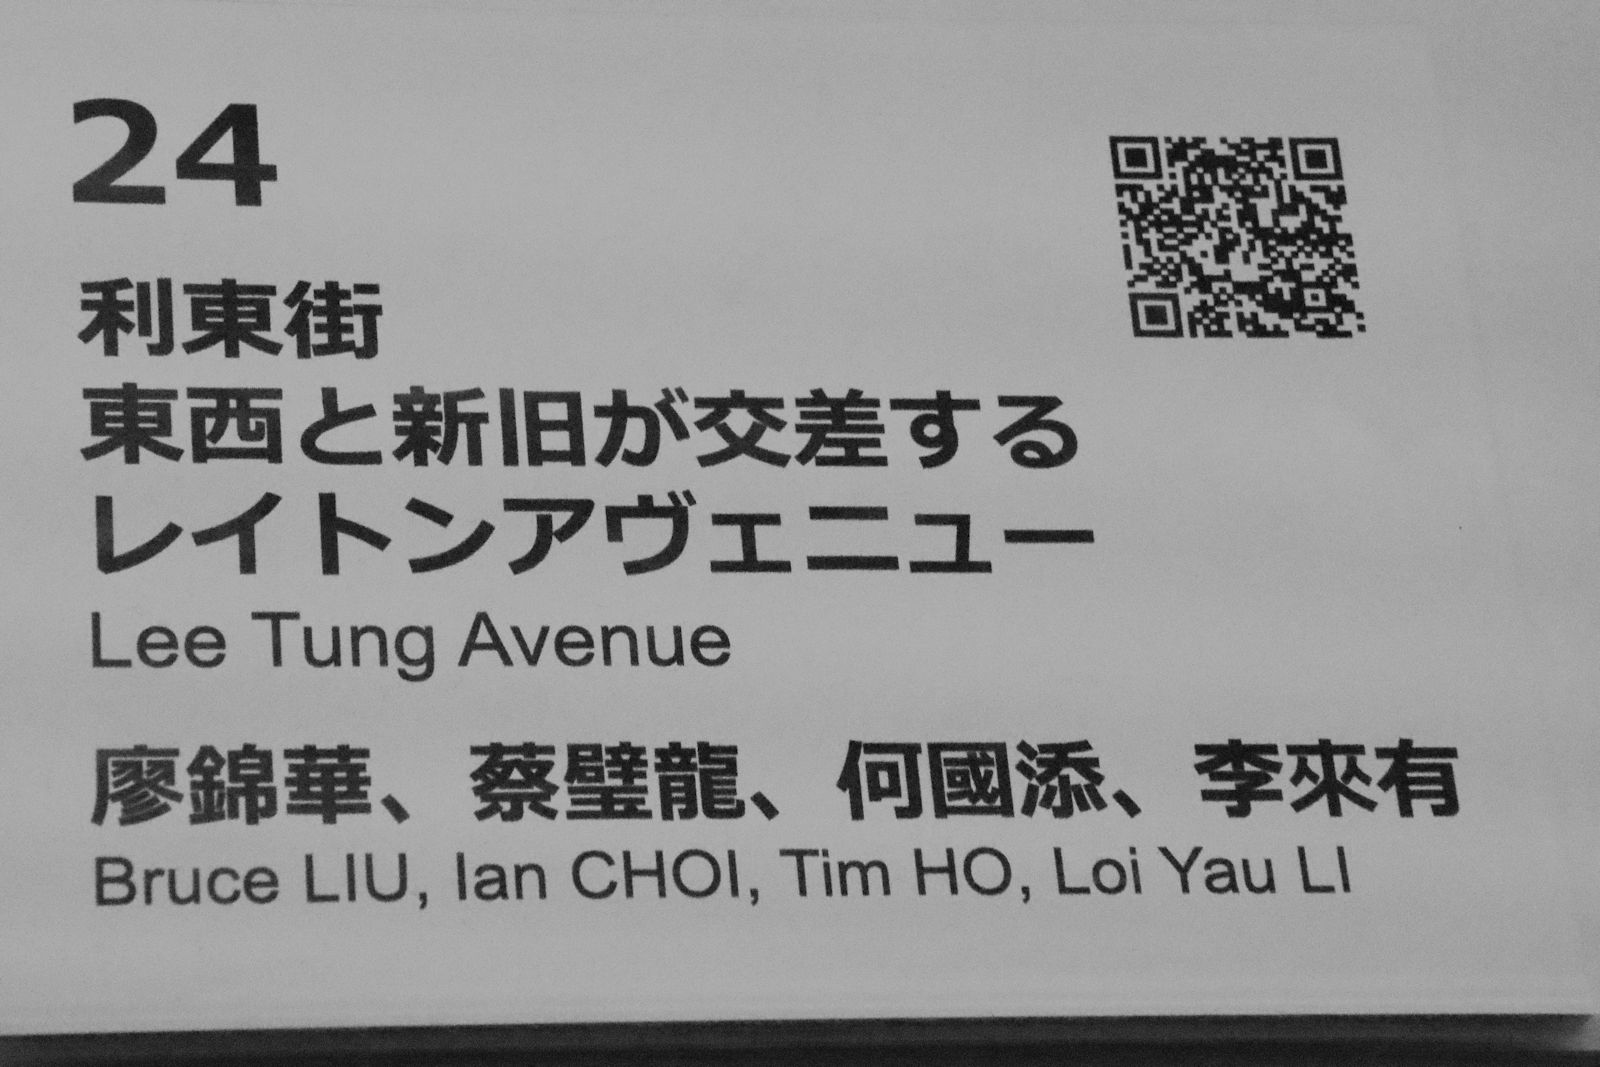 24
利東街
東西と新旧が交差する
レイトンアヴェニュー
Lee Tung Avenue
廖錦華、蔡璧龍、何國添、李來有
Bruce LIU, Ian CHOI, Tim HO, Loi Yau LI